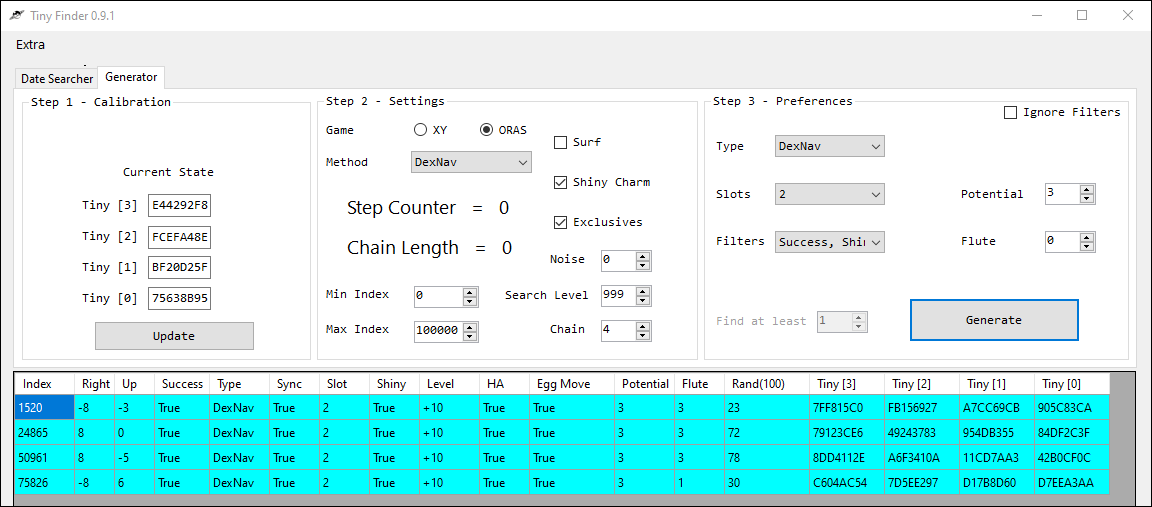 Tiny Finder 0.9.1
Extra
Date Searcher Generator
Step 1 - Calibration
Current State
Tiny [3] E44292F8
Tiny [2] FCEFA48E
Tiny [1] BF20D25F
Tiny [0] 75638B95
Update
Step 2 - Settings
Game XY ORAS
Surf
Method DexNav
Shiny Charm
Step Counter = 0
Exclusives
Chain Length = 0
Noise 0
Min Index 0 Search Level 999
Max Index 100000 Chain 4
Step 3 - Preferences
Ignore Filters
Type DexNav
Slots 2 Potential 3
Filters Success, Shi Flute 0
Find at least 1 Generate
Index Right Up Success Type Sync Slot Shiny Level HA Egg Move Potential Flute Rand(100) Tiny [3] Tiny [2] Tiny [1] Tiny [0]
1520 -8 -3 True DexNav True 2 True +10 True True 3 3 23 7FF815C0 FB156927 A7CC69CB 905C83CA
24865 8 0 True DexNav True 2 True +10 True True 3 3 72 79123CE6 49243783 954DB355 84DF2C3F
50961 8 -5 True DexNav True 2 True +10 True True 3 3 78 8DD4112E A6F3410A 11CD7AA3 42B0CF0C
75826 -8 6 True DexNav True 2 True +10 True True 3 1 30 C604AC54 7D5EE297 D17B8D60 D7EEA3AA